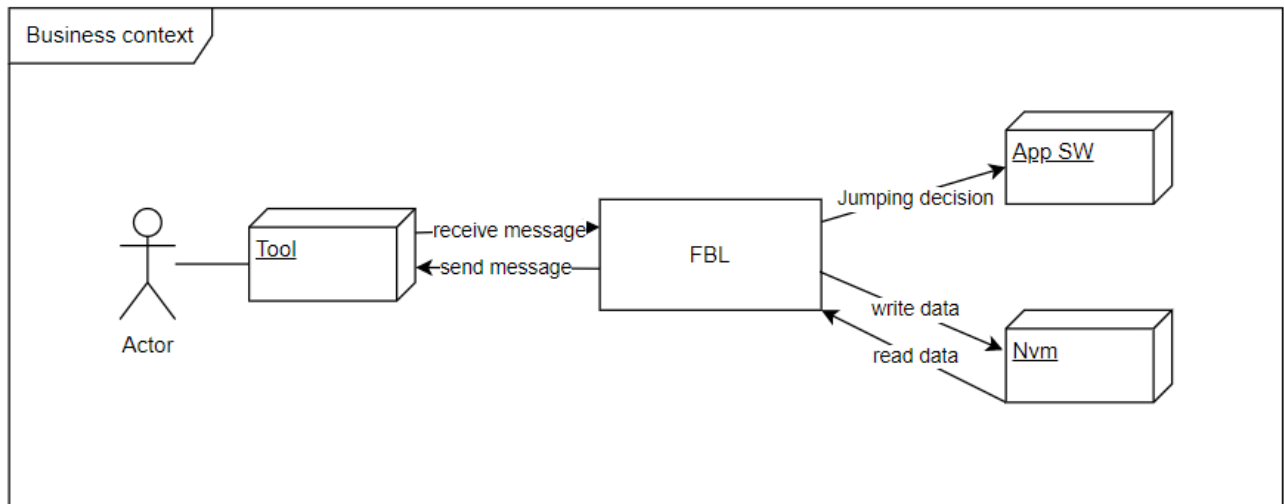 Business context
App SW
Jumping decision
Tool
receive message
send message
FBL
write data
read data
Nvm
Actor